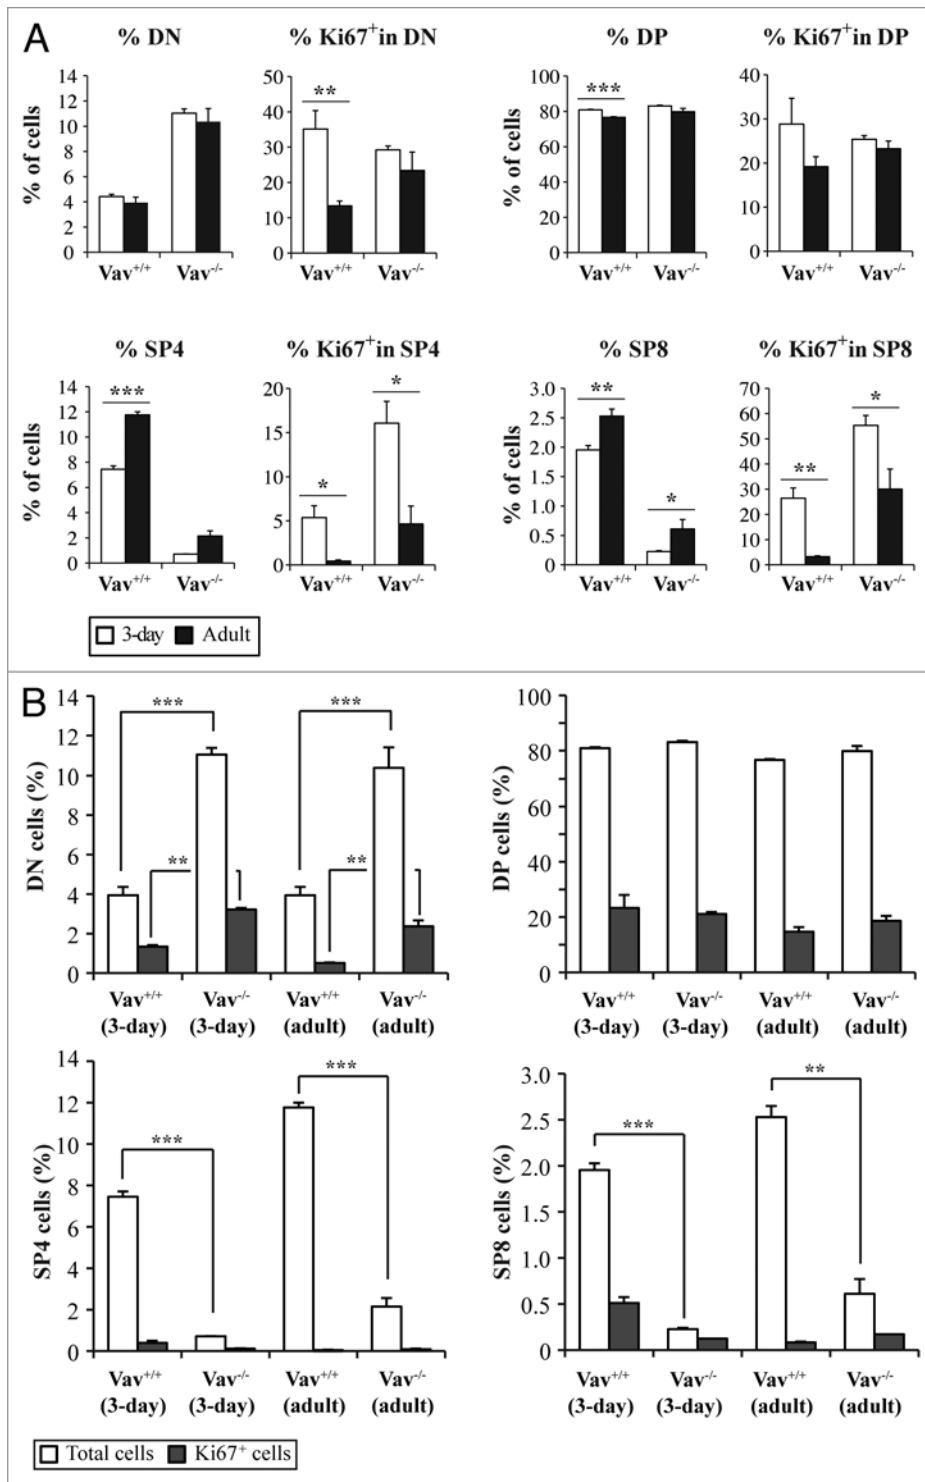 A
% DN
% Ki67+in DN
% DP
% Ki67+in DP
% of cells
14
12
10
8
6
4
2
0
Vav+/+
Vav-/-
50
40
30
20
10
0
**
Vav+/+
Vav-/-
% of cells
100
80
60
40
20
0
***
Vav+/+
Vav-/-
40
30
20
10
0
Vav+/+
Vav-/-
% SP4
% Ki67+in SP4
% SP8
% Ki67+in SP8
% of cells
14
12
10
8
6
4
2
0
***
Vav+/+
Vav-/-
20
15
10
5
0
*
*
Vav+/+
Vav-/-
% of cells
3.0
2.5
2.0
1.5
1.0
0.5
0
**
*
Vav+/+
Vav-/-
70
60
50
40
30
20
10
0
**
*
Vav+/+
Vav-/-
3-day
Adult
B
DN cells (%)
14
12
10
8
6
4
2
0
***
***
**
**
Vav+/+
(3-day)
Vav-/-
(3-day)
Vav+/+
(adult)
Vav-/-
(adult)
DP cells (%)
100
80
60
40
20
0
Vav+/+
(3-day)
Vav-/-
(3-day)
Vav+/+
(adult)
Vav-/-
(adult)
SP4 cells (%)
14
12
10
8
6
4
2
0
***
***
Vav+/+
(3-day)
Vav-/-
(3-day)
Vav+/+
(adult)
Vav-/-
(adult)
SP8 cells (%)
3.0
2.5
2.0
1.5
1.0
0.5
0
***
**
Vav+/+
(3-day)
Vav-/-
(3-day)
Vav+/+
(adult)
Vav-/-
(adult)
Total cells
Ki67+ cells